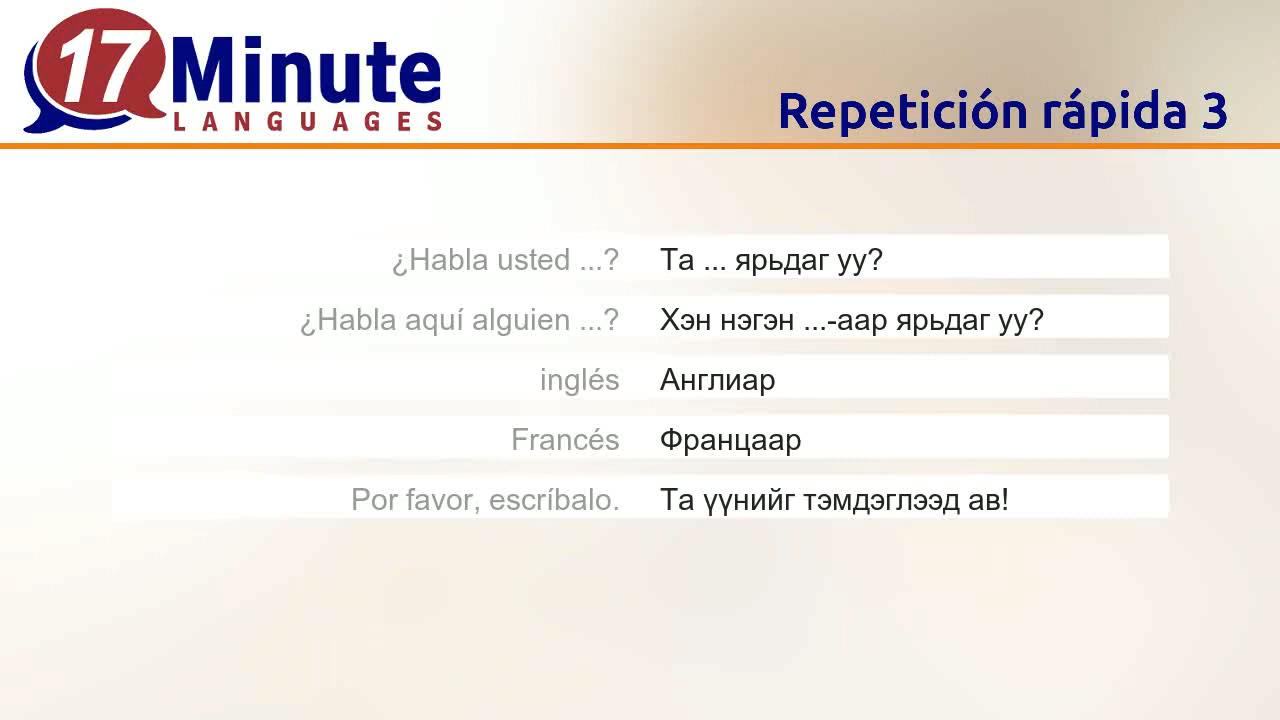 17 Minute
LANGUAGES
Repetición rápida 3
¿Habla usted ...? Та ... ярьдаг уу?
¿Habla aquí alguien ...? Хэн нэгэн ...-аар ярьдаг уу?
inglés Англиар
Francés Францаар
Por favor, escríbalo. Та үүнийг тэмдэглээд ав!